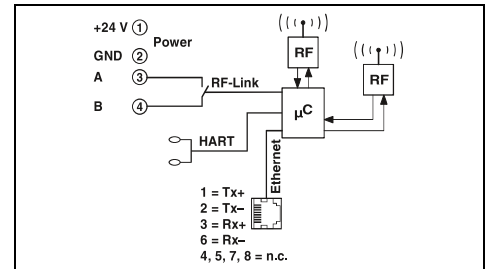 +24 V 1
Power
GND 2
A 3
B 4
RF-Link
RF
RF
µC
HART
Ethernet
1 = Tx+
2 = Tx–
3 = Rx+
6 = Rx–
4, 5, 7, 8 = n.c.